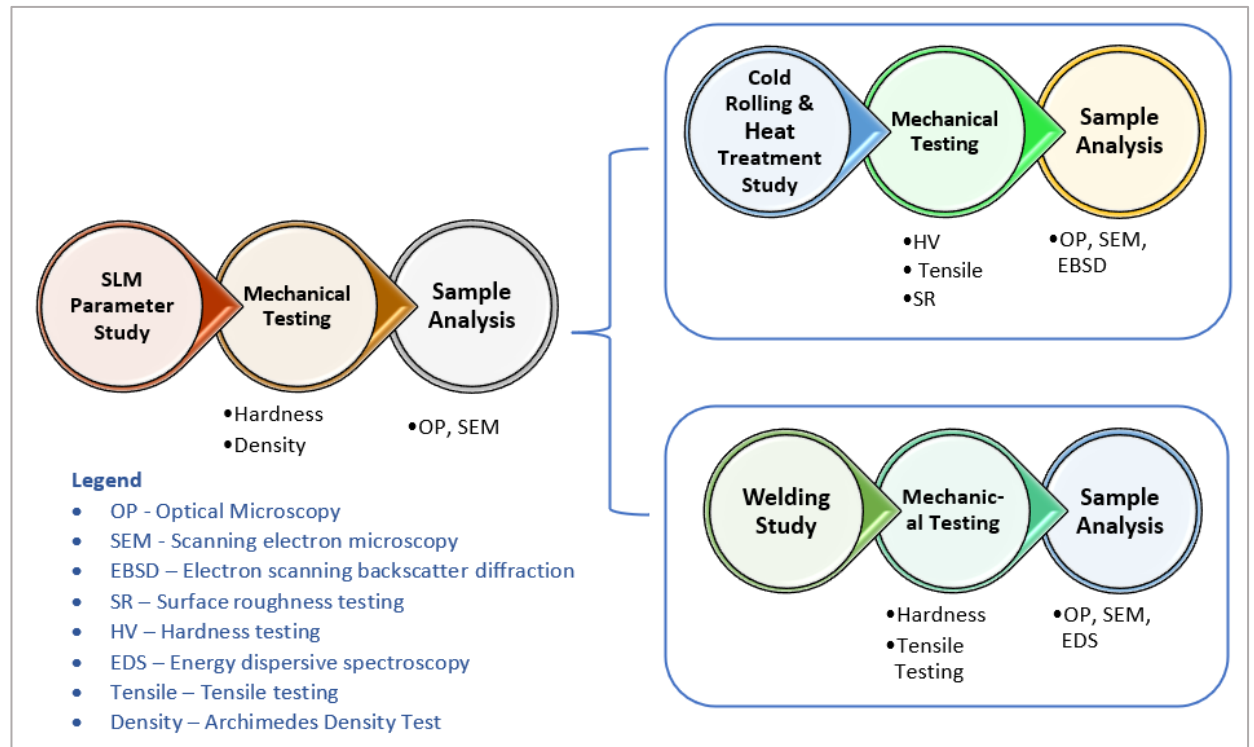 SLM
Parameter
Study
Mechanical
Testing
•Hardness
•Density
Sample
Analysis
•OP, SEM
Cold
Rolling &
Heat
Treatment
Study
Mechanical
Testing
•HV
• Tensile
•SR
Sample
Analysis
•OP, SEM,
EBSD
Welding
Study
Mechanic-
al Testing
•Hardness
•Tensile
Testing
Sample
Analysis
•OP, SEM,
EDS
Legend
• OP - Optical Microscopy
• SEM - Scanning electron microscopy
• EBSD – Electron scanning backscatter diffraction
• SR – Surface roughness testing
• HV – Hardness testing
• EDS – Energy dispersive spectroscopy
• Tensile – Tensile testing
• Density – Archimedes Density Test